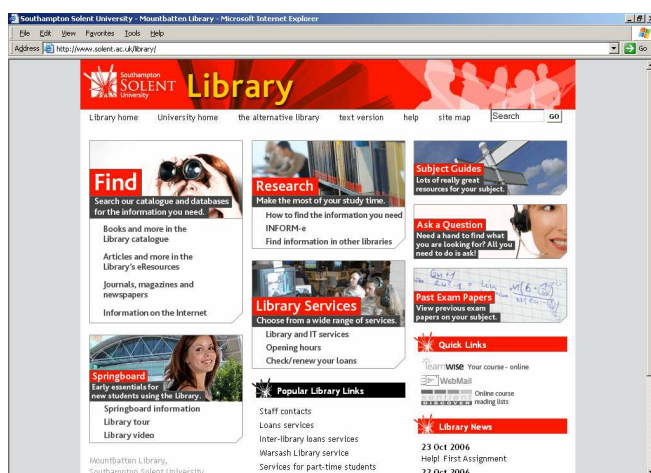 Southampton Solent University - Mountbatten Library - Microsoft Internet Explorer
File Edit View Favorites Tools Help
Address http://www.solent.ac.uk/library/ Go
Southampton
SOLENT
University
Library
Library home University home the alternative library text version help site map Search GO
Find
Search our catalogue and databases
for the information you need.
Books and more in the
Library catalogue
Articles and more in the
Library's eResources
Journals, magazines and
newspapers
Information on the Internet
Springboard
Early essentials for
new students using the Library.
Springboard information
Library tour
Library video
Mountbatten Library,
Southampton Solent University,
Research
Make the most of your study time.
How to find the information you need
INFORM-e
Find information in other libraries
Library Services
Choose from a wide range of services.
Library and IT services
Opening hours
Check/renew your loans
Popular Library Links
Staff contacts
Loans services
Inter-library loans services
Warsash Library service
Services for part-time students
Subject Guides
Lots of really great
resources for your subject.
Ask a Question
Need a hand to find what
you are looking for? All you
need to do is ask!
Past Exam Papers
View previous exam
papers on your subject.
Quick Links
learnwise Your course - online
WebMail
sentient Online course
DISCOVER reading lists
Library News
23 Oct 2006
Help! First Assignment
22 Oct 2006